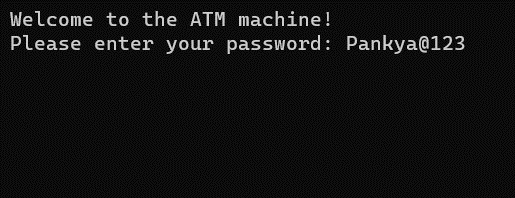 Welcome to the ATM machine!
Please enter your password: Pankya@123